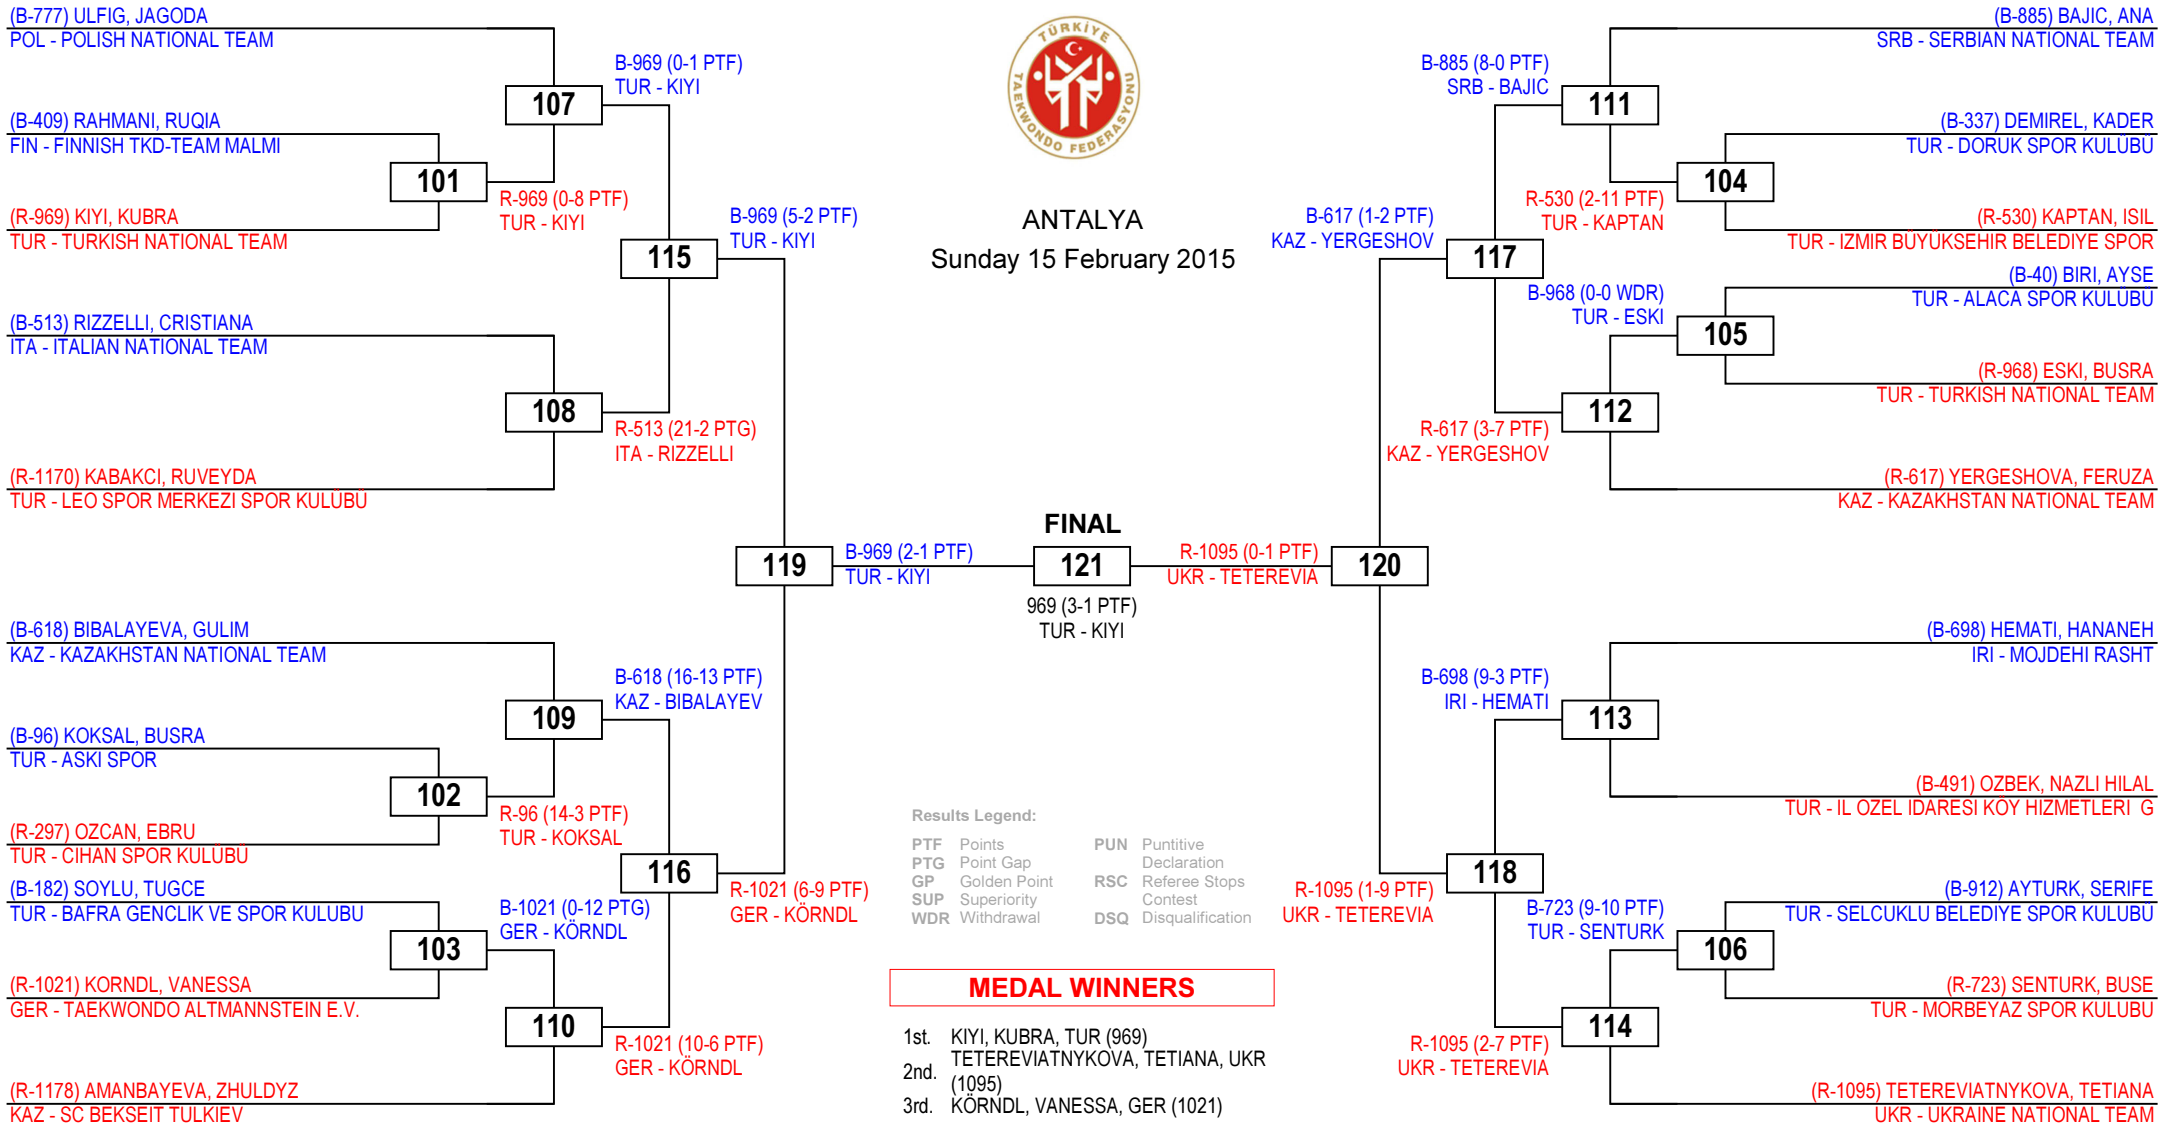 (B-777) ULFIG, JAGODA
POL - POLISH NATIONAL TEAM
(B-409) RAHMANI, RUQIA
FIN - FINNISH TKD-TEAM MALMI
(R-969) KIYI, KUBRA
TUR - TURKISH NATIONAL TEAM
(B-513) RIZZELLI, CRISTIANA
ITA - ITALIAN NATIONAL TEAM
(R-1170) KABAKCI, RUVEYDA
TUR - LEO SPOR MERKEZI SPOR KULÜBÜ
(B-618) BIBALAYEVA, GULIM
KAZ - KAZAKHSTAN NATIONAL TEAM
(B-96) KOKSAL, BUSRA
TUR - ASKI SPOR
(R-297) OZCAN, EBRU
TUR - CIHAN SPOR KULÜBÜ
(B-182) SOYLU, TUGCE
TUR - BAFRA GENCLIK VE SPOR KULUBU
(R-1021) KORNDL, VANESSA
GER - TAEKWONDO ALTMANNSTEIN E.V.
(R-1178) AMANBAYEVA, ZHULDYZ
KAZ - SC BEKSEIT TULKIEV
101
R-969 (0-8 PTF)
TUR - KIYI
102
R-96 (14-3 PTF)
TUR - KOKSAL
103
B-1021 (0-12 PTG)
GER - KÖRNDL
107
B-969 (0-1 PTF)
TUR - KIYI
108
R-513 (21-2 PTG)
ITA - RIZZELLI
109
B-618 (16-13 PTF)
KAZ - BIBALAYEV
110
R-1021 (10-6 PTF)
GER - KÖRNDL
115
B-969 (5-2 PTF)
TUR - KIYI
116
R-1021 (6-9 PTF)
GER - KÖRNDL
119
B-969 (2-1 PTF)
TUR - KIYI
TÜRKİYE
TAEKWONDO FEDERASYONU
ANTALYA
Sunday 15 February 2015
FINAL
121
969 (3-1 PTF)
TUR - KIYI
Results Legend:
PTF Points
PTG Point Gap
GP Golden Point
SUP Superiority
WDR Withdrawal
PUN Puntitive
Declaration
RSC Referee Stops
Contest
DSQ Disqualification
MEDAL WINNERS
1st. KIYI, KUBRA, TUR (969)
2nd. TETEREVIATNYKOVA, TETIANA, UKR
(1095)
3rd. KÖRNDL, VANESSA, GER (1021)
R-1095 (0-1 PTF)
UKR - TETEREVIA
120
B-617 (1-2 PTF)
KAZ - YERGESHOV
117
R-1095 (1-9 PTF)
UKR - TETEREVIA
118
B-885 (8-0 PTF)
SRB - BAJIC
111
R-617 (3-7 PTF)
KAZ - YERGESHOV
112
B-698 (9-3 PTF)
IRI - HEMATI
113
R-1095 (2-7 PTF)
UKR - TETEREVIA
114
R-530 (2-11 PTF)
TUR - KAPTAN
104
B-968 (0-0 WDR)
TUR - ESKI
105
B-723 (9-10 PTF)
TUR - SENTURK
106
(B-885) BAJIC, ANA
SRB - SERBIAN NATIONAL TEAM
(B-337) DEMIREL, KADER
TUR - DORUK SPOR KULÜBÜ
(R-530) KAPTAN, ISIL
TUR - IZMIR BÜYÜKSEHIR BELEDIYE SPOR
(B-40) BIRI, AYSE
TUR - ALACA SPOR KULÜBÜ
(R-968) ESKI, BUSRA
TUR - TURKISH NATIONAL TEAM
(R-617) YERGESHOVA, FERUZA
KAZ - KAZAKHSTAN NATIONAL TEAM
(B-698) HEMATI, HANANEH
IRI - MOJDEHI RASHT
(B-491) OZBEK, NAZLI HILAL
TUR - IL OZEL IDARESI KOY HIZMETLERI G
(B-912) AYTURK, SERIFE
TUR - SELCUKLU BELEDIYE SPOR KULUBÜ
(R-723) SENTURK, BUSE
TUR - MORBEYAZ SPOR KULUBU
(R-1095) TETEREVIATNYKOVA, TETIANA
UKR - UKRAINE NATIONAL TEAM